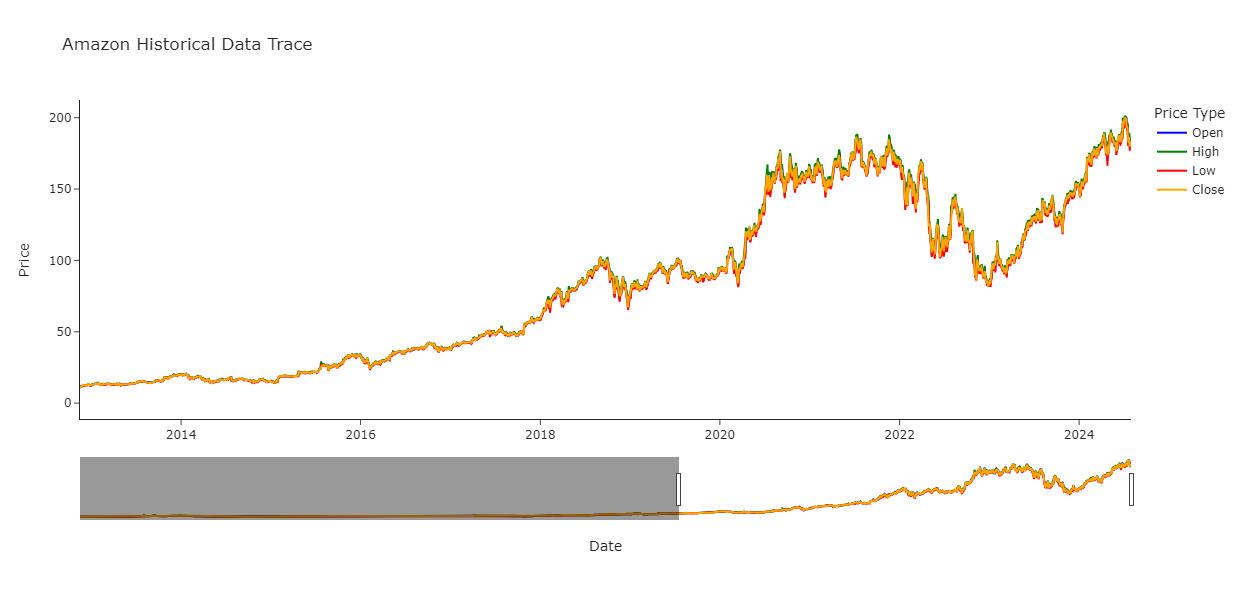 Amazon Historical Data Trace
Price Type
Open
High
Low
Close
Price
200
150
100
50
0
2014
2016
2018
2020
2022
2024
Date